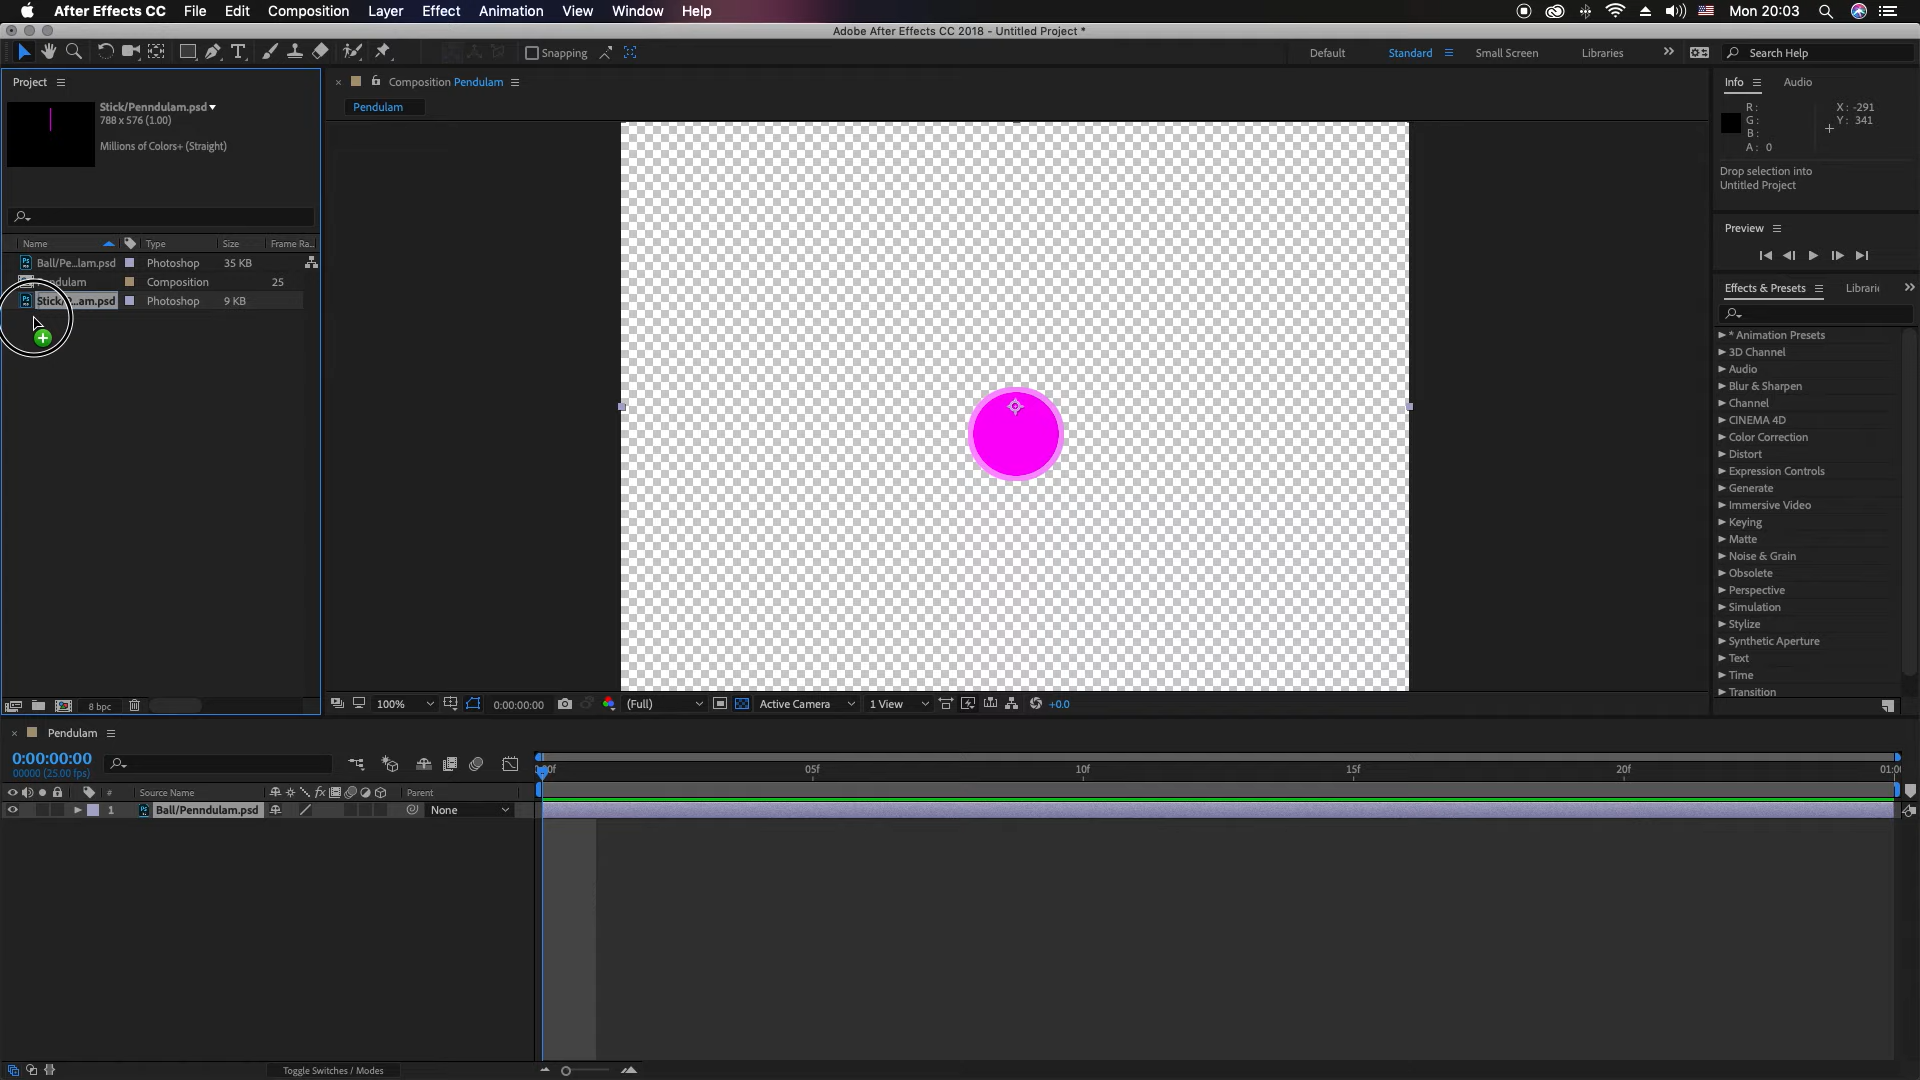 After Effects CC File Edit Composition Layer Effect Animation View Window Help Mon 20:03
Adobe After Effects CC 2018 - Untitled Project *
Snapping Default Standard Small Screen Libraries Search Help
Project
Stick/Penndulam.psd
788 x 576 (1.00)
Millions of Colors+ (Straight)
Name Type Size Frame Ra...
Ball/Pe...lam.psd Photoshop 35 KB
Composition 25
Photoshop 9 KB
8 bpc
Composition Pendulam
Pendulam
100% 0:00:00:00 (Full) Active Camera 1 View +0.0
Info Audio
R: X: -291
G: Y: 341
B:
A: 0
Drop selection into
Untitled Project
Preview
Effects & Presets Librari
* Animation Presets
3D Channel
Audio
Blur & Sharpen
Channel
CINEMA 4D
Color Correction
Distort
Expression Controls
Generate
Immersive Video
Keying
Matte
Noise & Grain
Obsolete
Perspective
Simulation
Stylize
Synthetic Aperture
Text
Time
Transition
Pendulam
0:00:00:00
00000 (25.00 fps)
05f 10f 15f 20f
# Source Name fx Parent
1 Ball/Penndulam.psd None
Toggle Switches / Modes